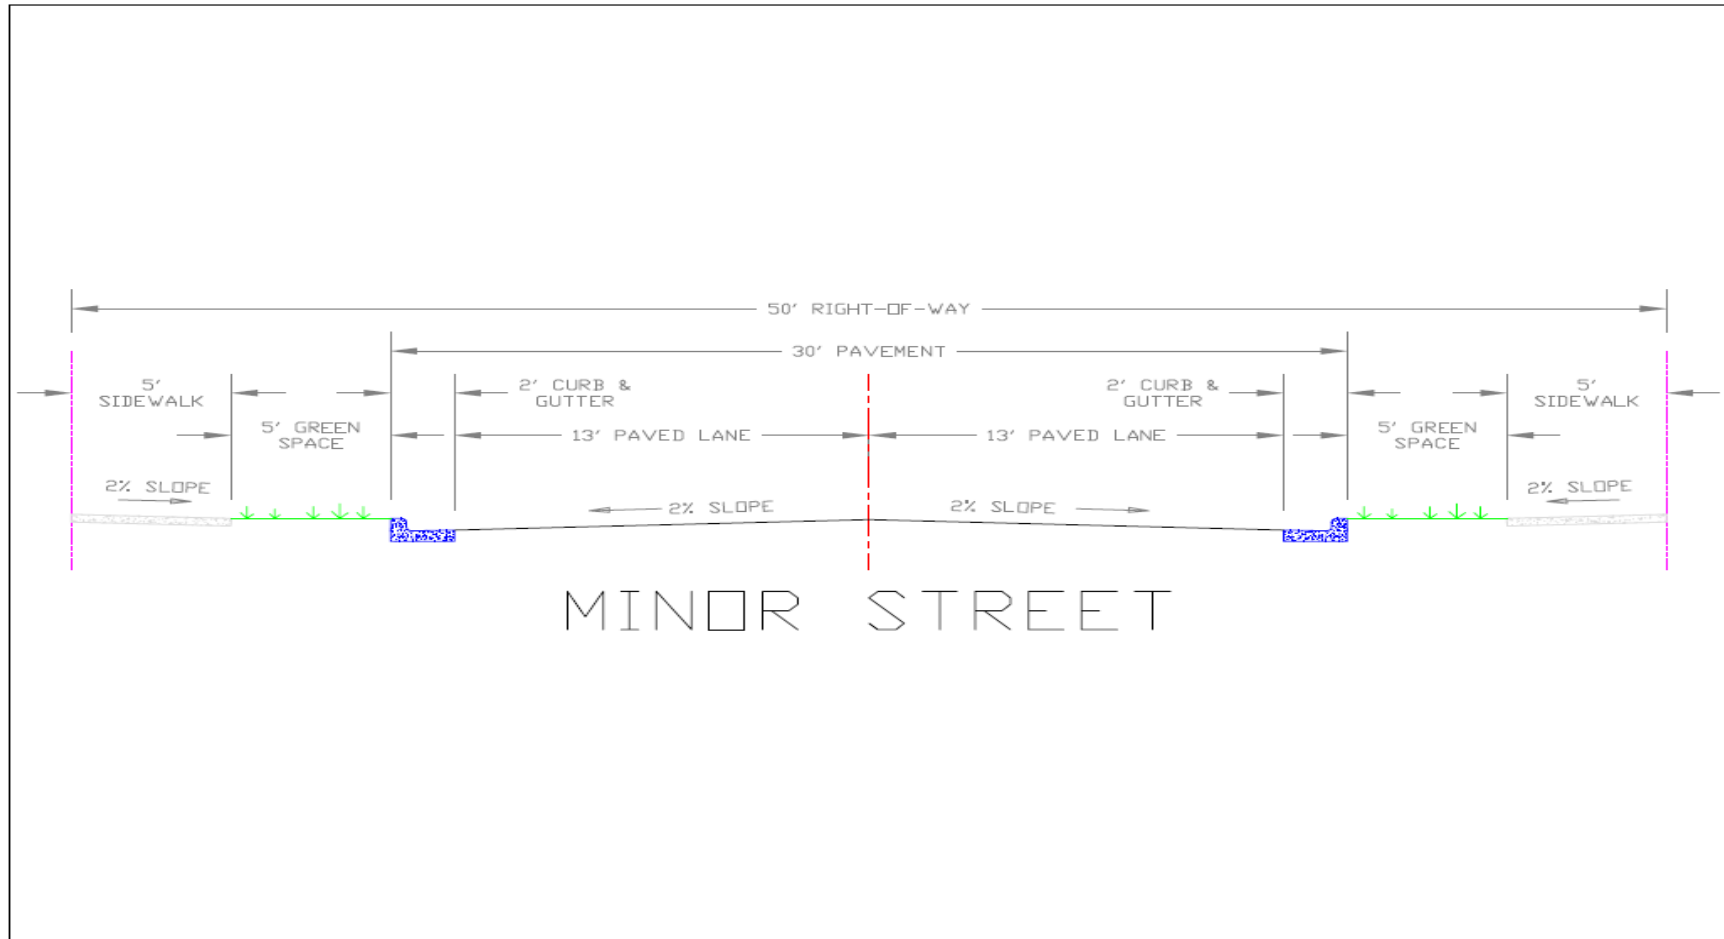 50' RIGHT-OF-WAY
30' PAVEMENT
5'
SIDEWALK
2' CURB &
GUTTER
2' CURB &
GUTTER
5'
SIDEWALK
5' GREEN
SPACE
13' PAVED LANE
13' PAVED LANE
5' GREEN
SPACE
2% SLOPE
2% SLOPE
2% SLOPE
2% SLOPE
MINOR STREET